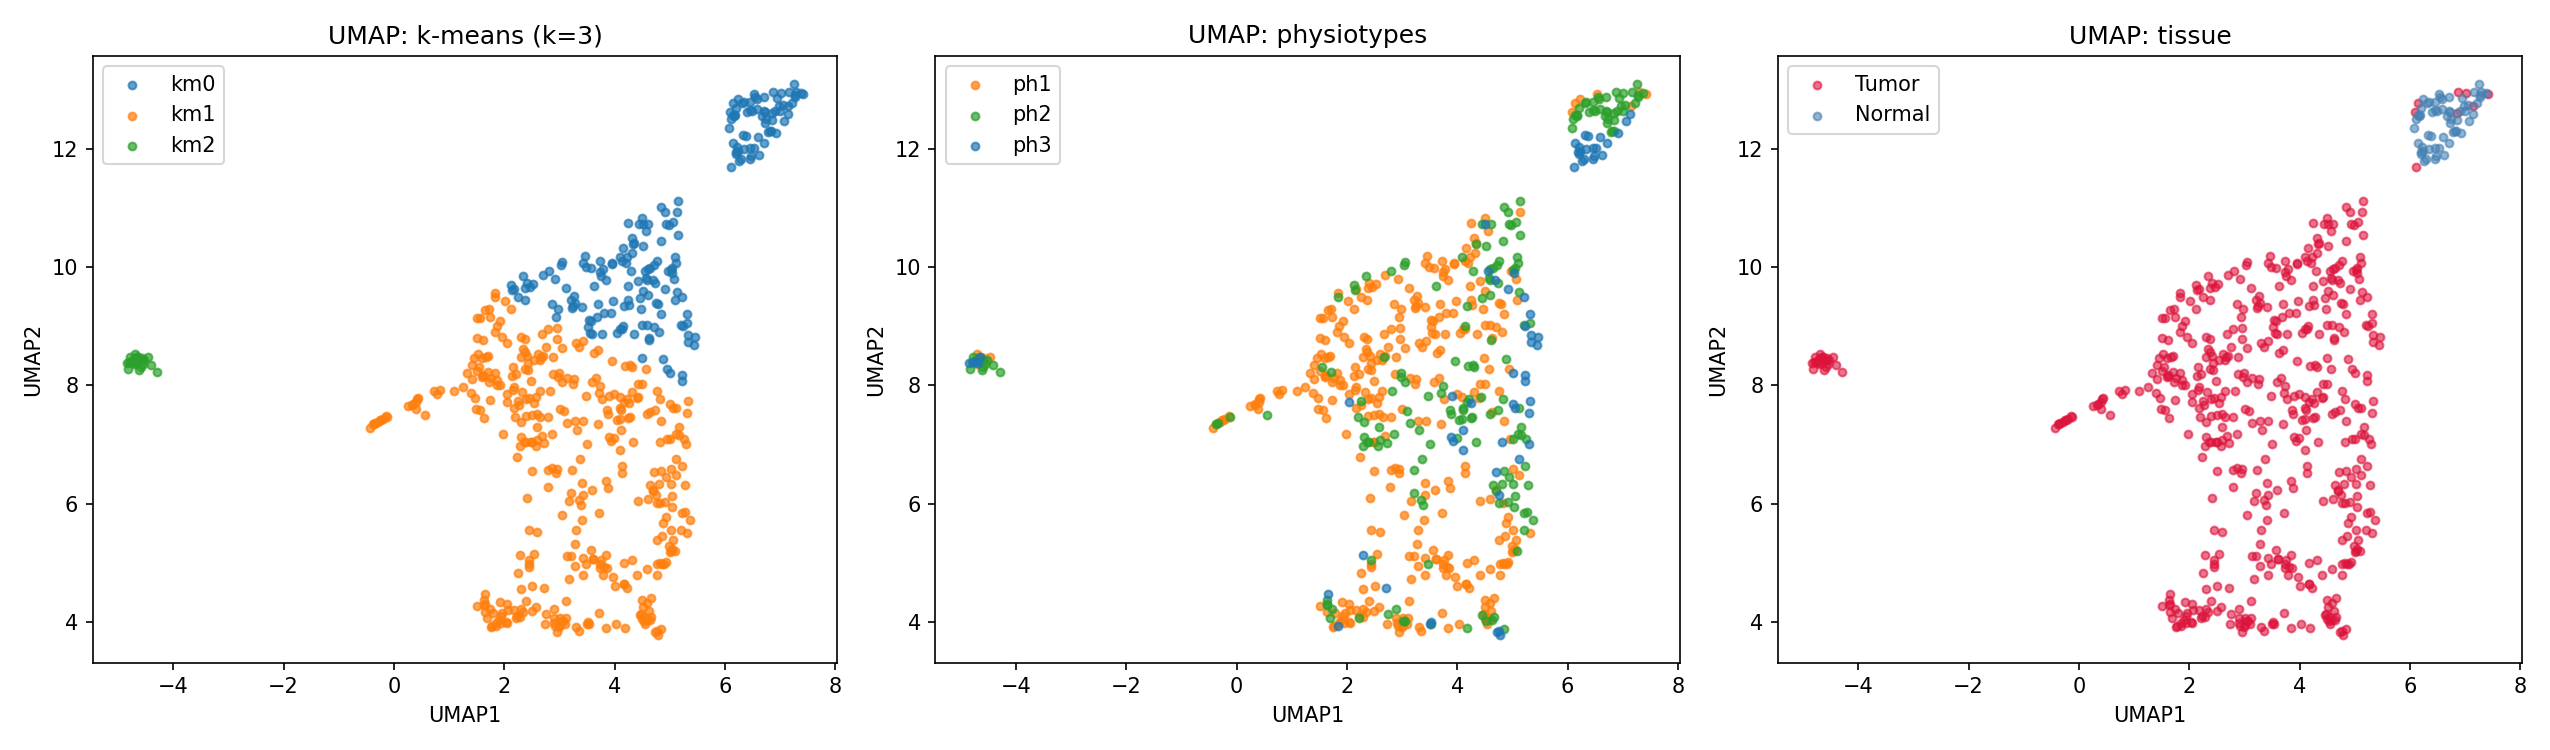 UMAP: k-means (k=3)
km0
km1
km2
12
10
8
6
4
−4
−2
0
2
4
6
8
UMAP1
UMAP2
UMAP: physiotypes
ph1
ph2
ph3
12
10
8
6
4
−4
−2
0
2
4
6
8
UMAP1
UMAP2
UMAP: tissue
Tumor
Normal
12
10
8
6
4
−4
−2
0
2
4
6
8
UMAP1
UMAP2